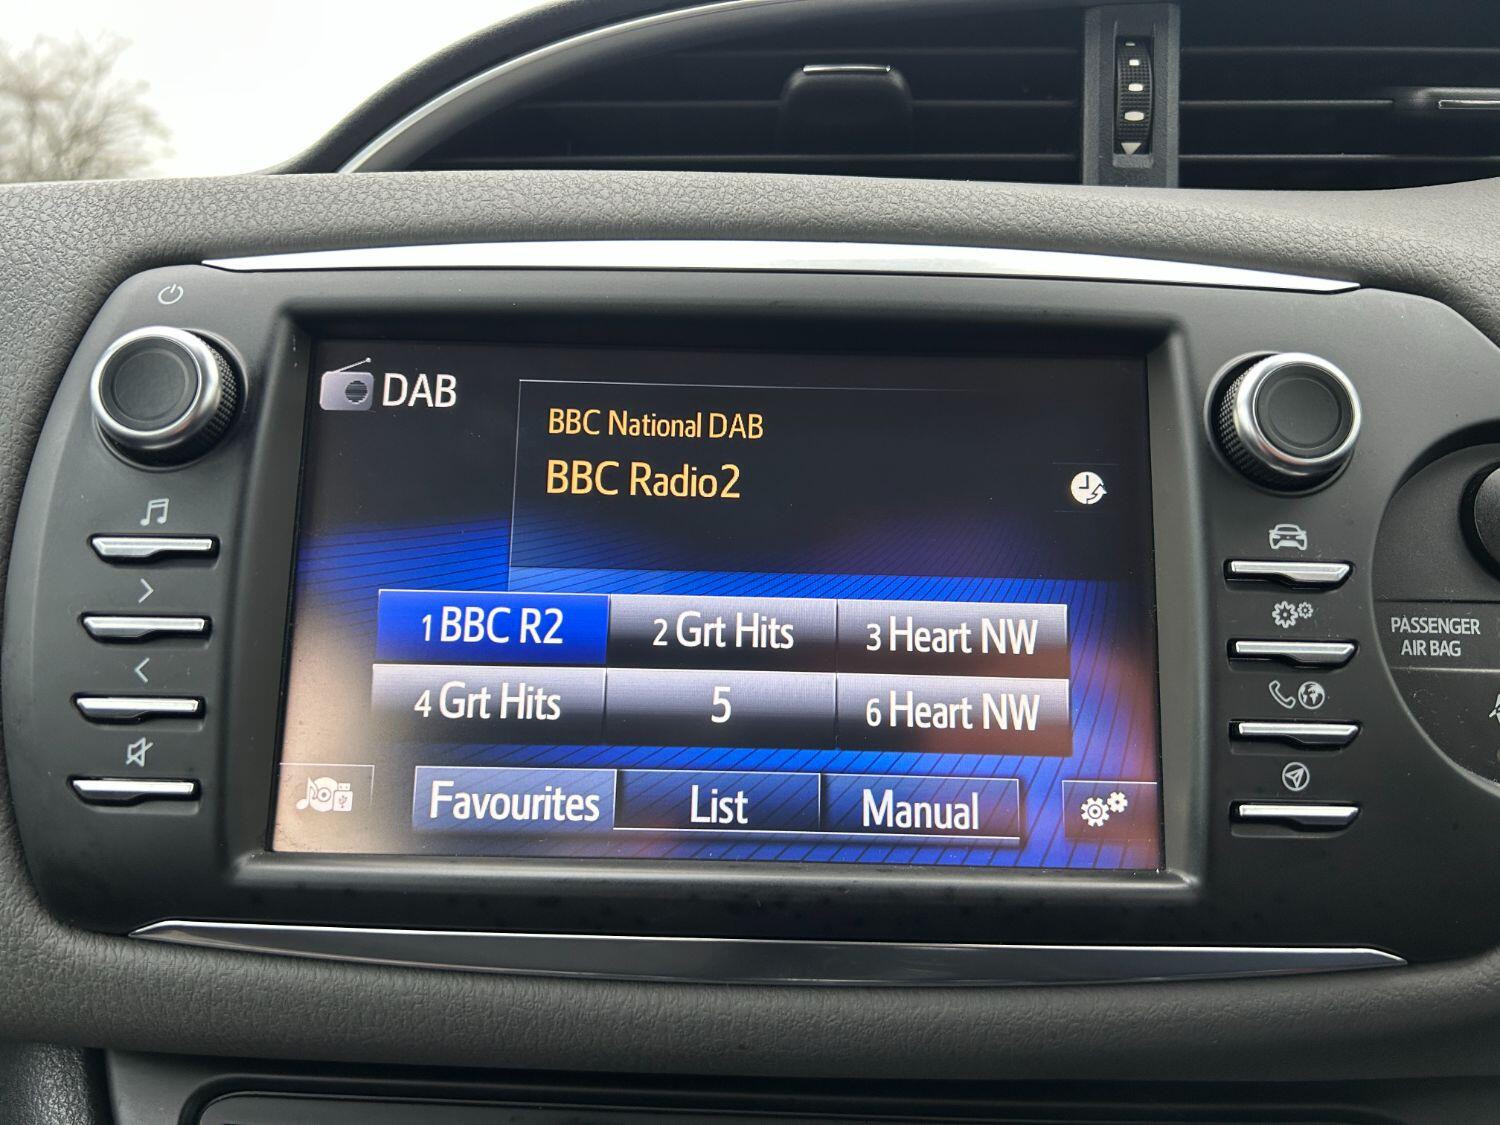 DAB
BBC National DAB
BBC Radio2
1 BBC R2
2 Grt Hits
3 Heart NW
4 Grt Hits
5
6 Heart NW
Favourites
List
Manual
PASSENGER
AIR BAG